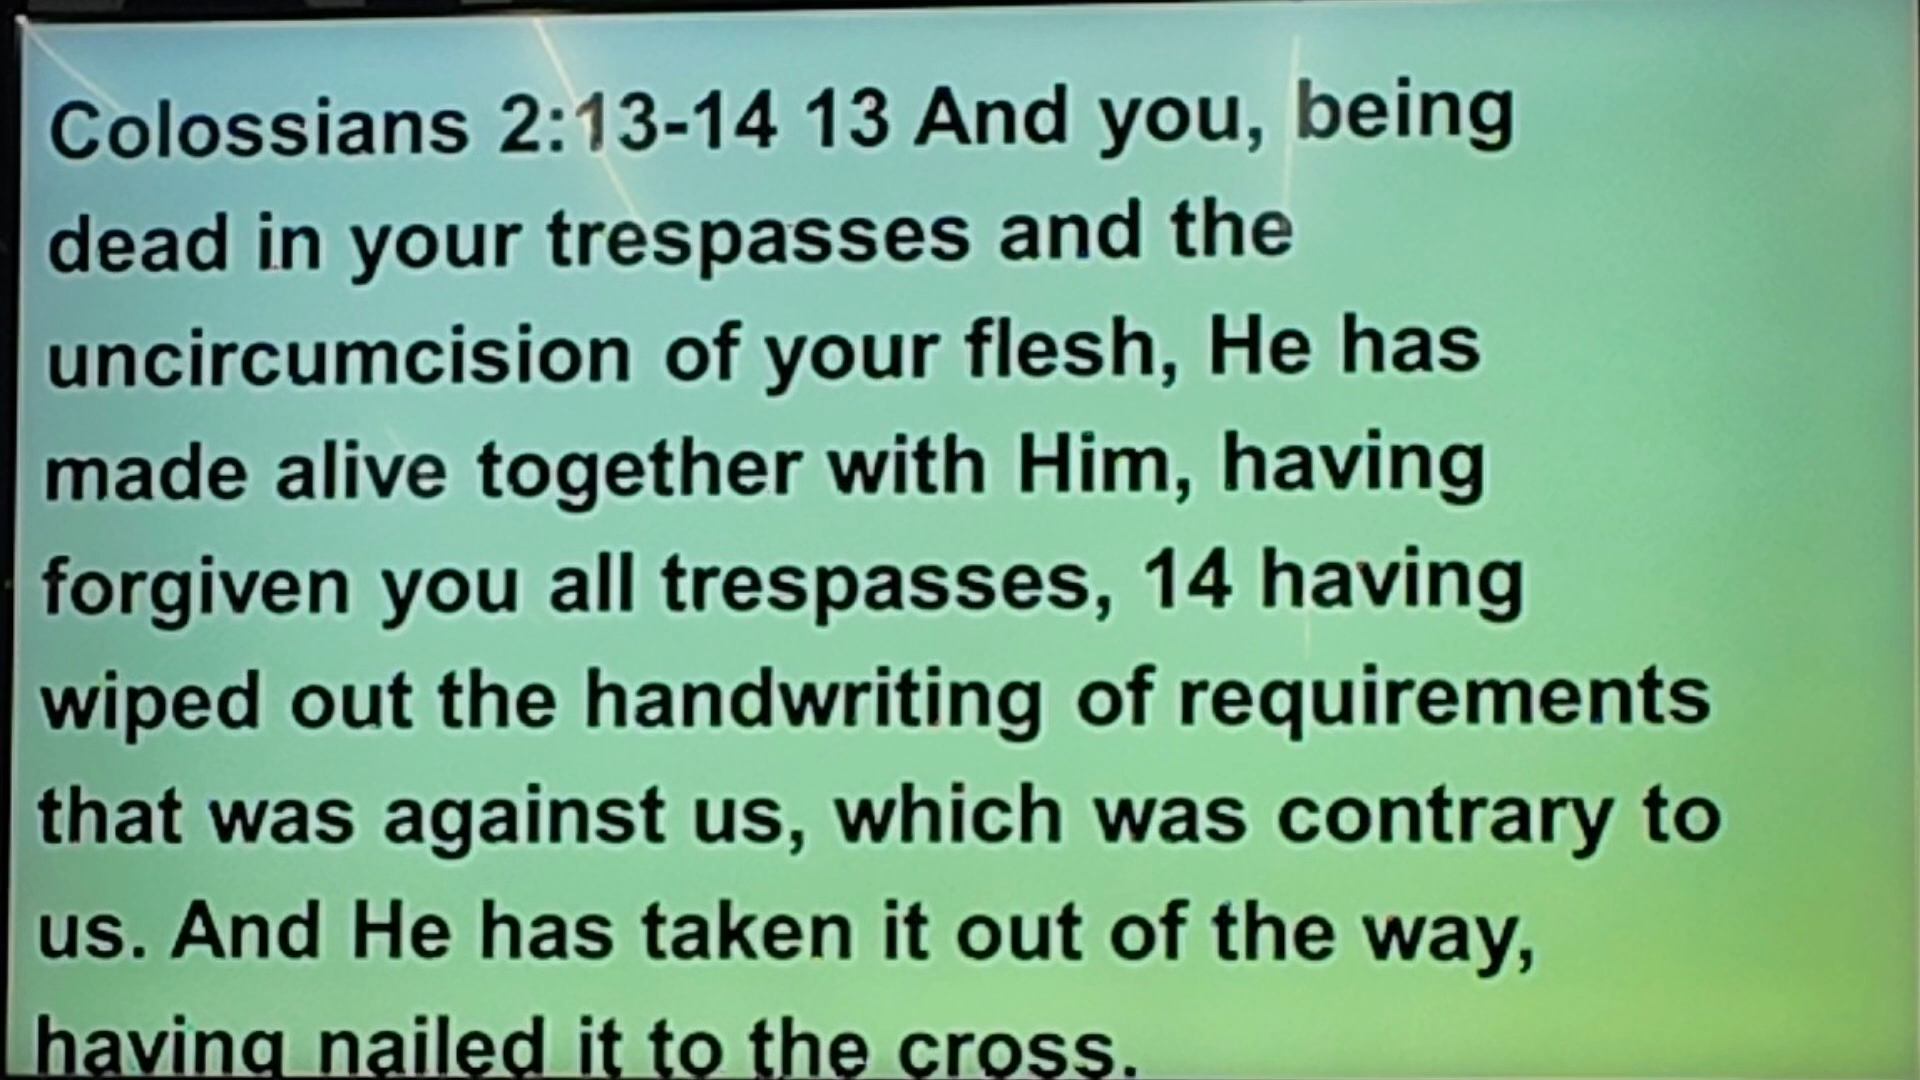 Colossians 2:13-14 13 And you, being
dead in your trespasses and the
uncircumcision of your flesh, He has
made alive together with Him, having
forgiven you all trespasses, 14 having
wiped out the handwriting of requirements
that was against us, which was contrary to
us. And He has taken it out of the way,
having nailed it to the cross.